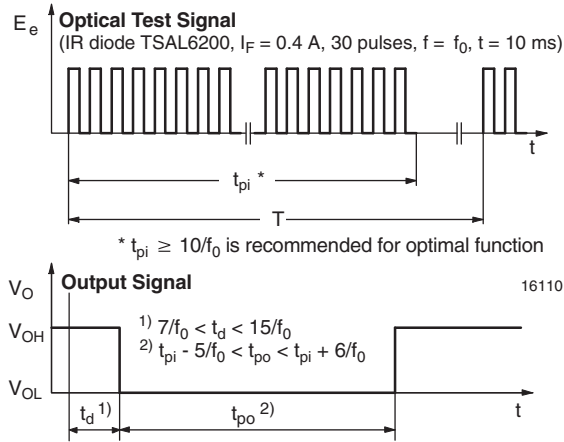 E_e Optical Test Signal
(IR diode TSAL6200, I_F = 0.4 A, 30 pulses, f = f_0, t = 10 ms)
t
t_pi *
T
* t_pi ≥ 10/f_0 is recommended for optimal function
V_O Output Signal 16110
V_OH
1) 7/f_0 < t_d < 15/f_0
2) t_pi - 5/f_0 < t_po < t_pi + 6/f_0
V_OL
t_d 1) t_po 2) t